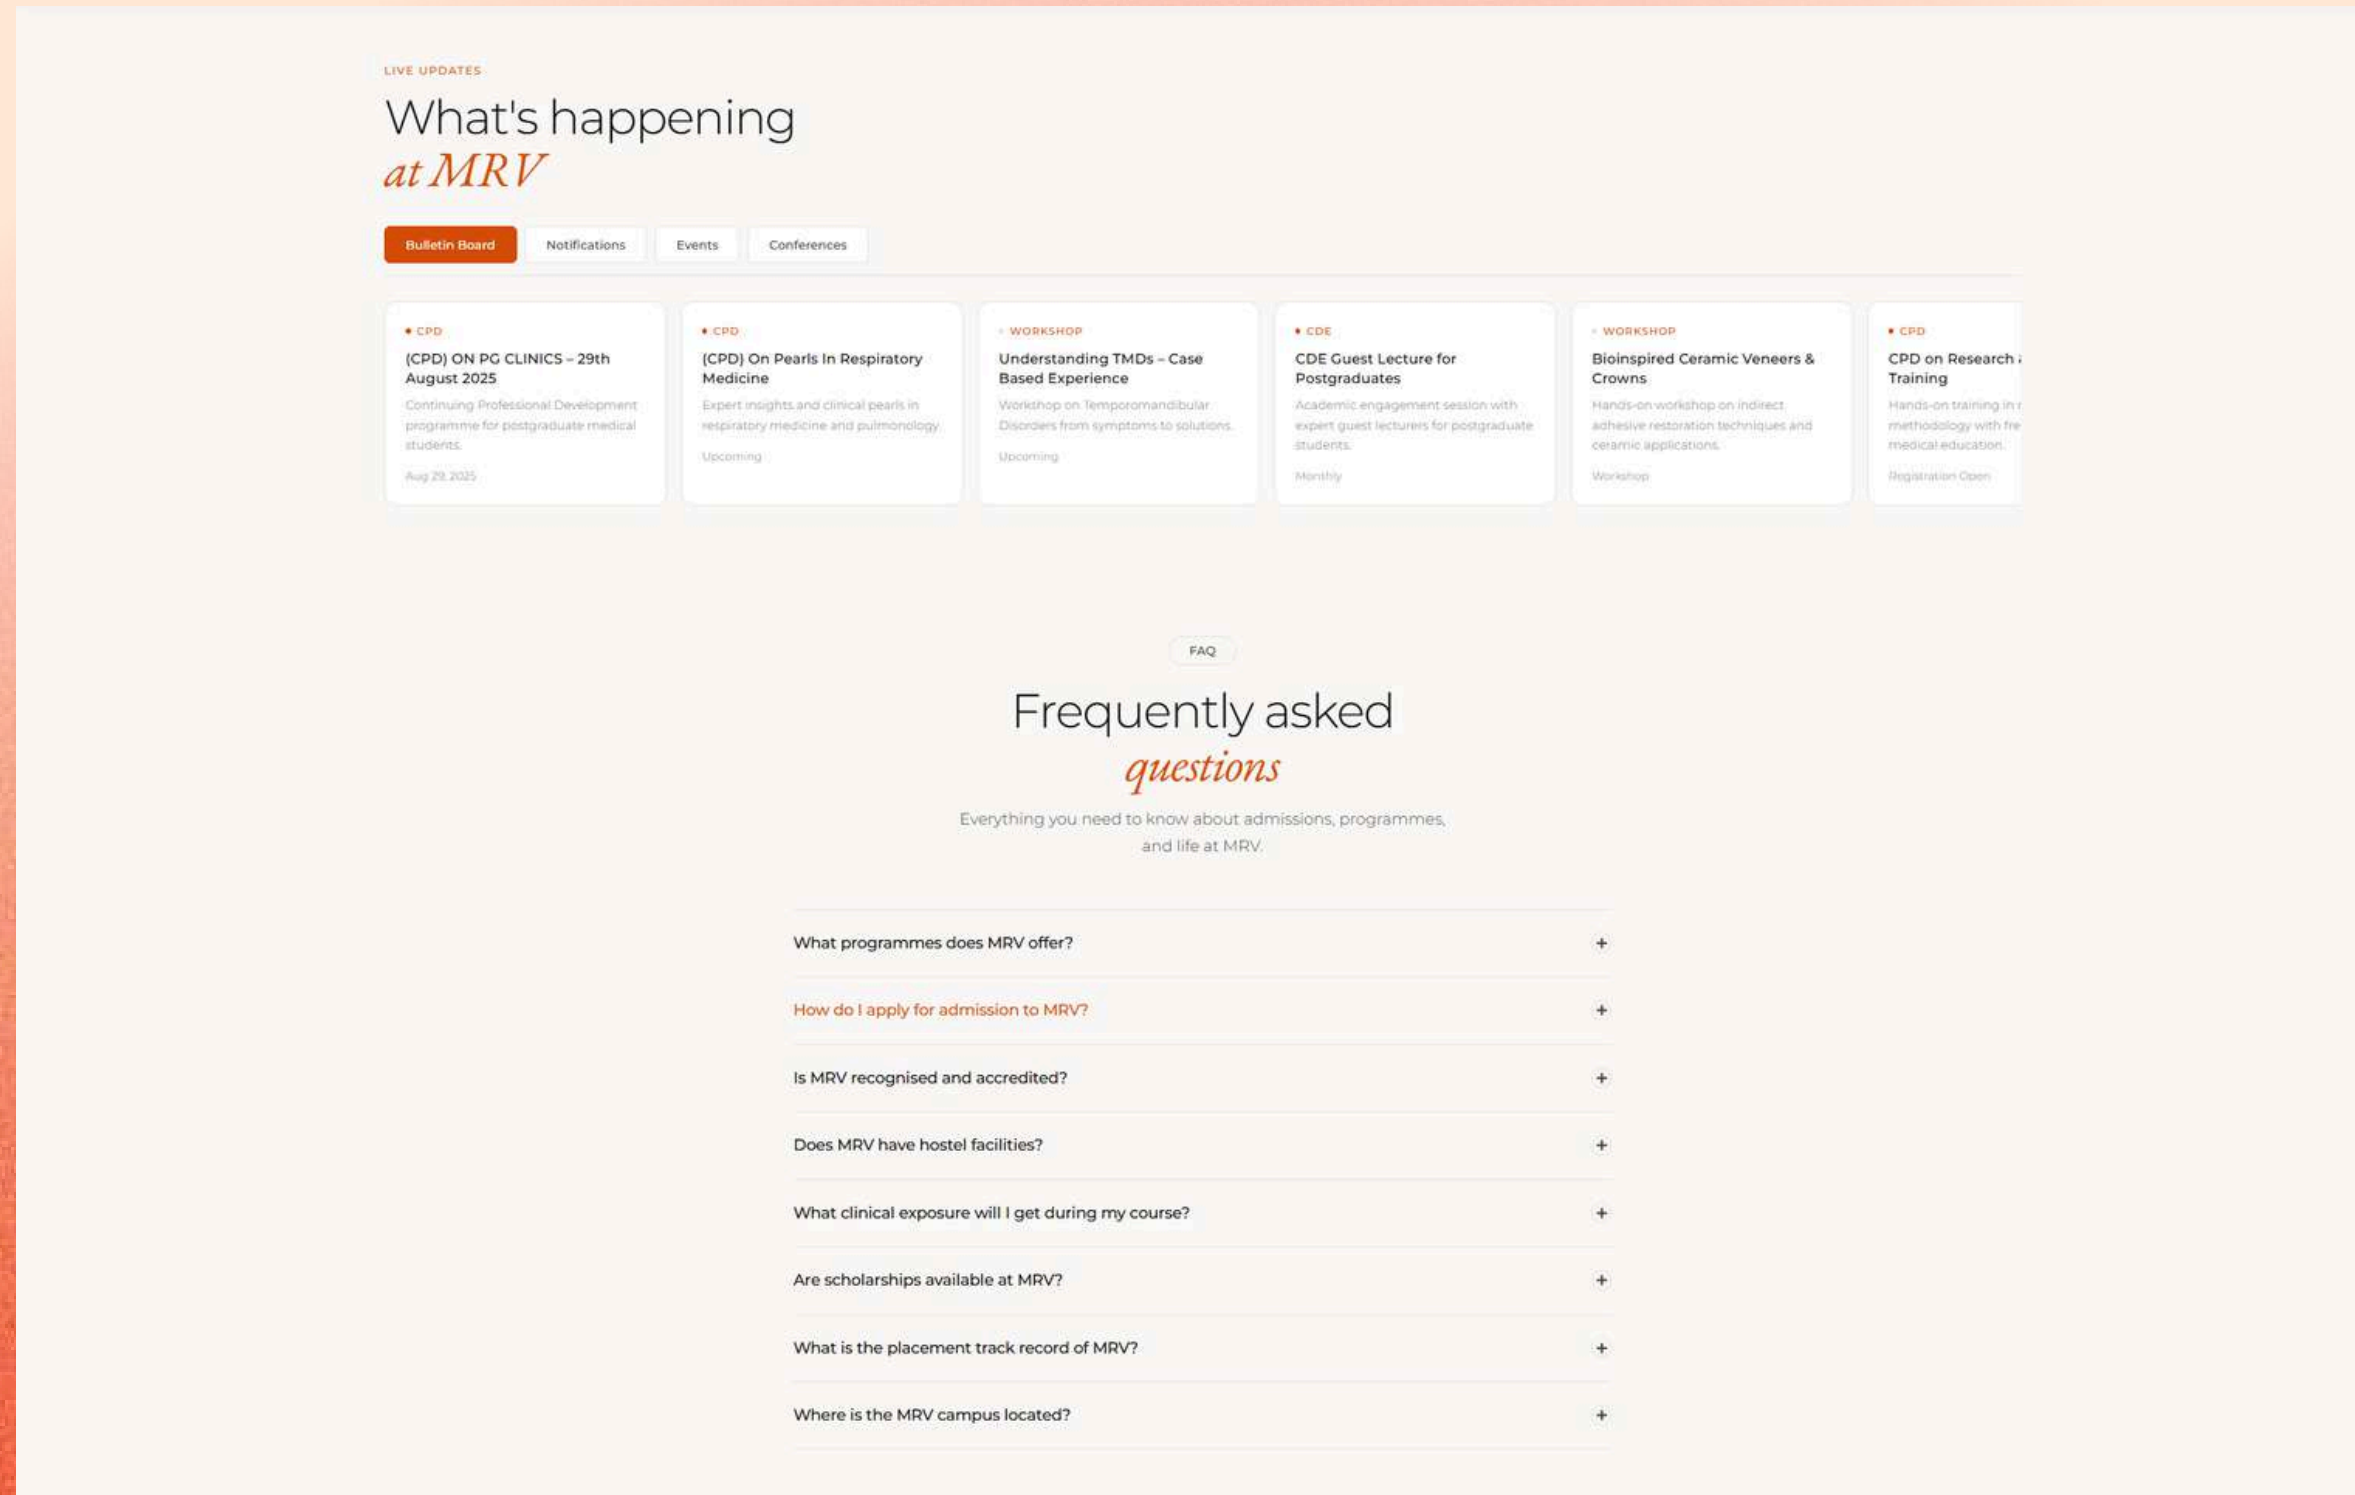 LIVE UPDATES
What's happening
at MRV
Bulletin Board
Notifications
Events
Conferences
CPD
(CPD) ON PG CLINICS – 29th
August 2025
Continuing Professional Development
programme for postgraduate medical
students.
Aug 29, 2025
CPD
(CPD) On Pearls In Respiratory
Medicine
Expert insights and clinical pearls in
respiratory medicine and pulmonology.
Upcoming
WORKSHOP
Understanding TMDs – Case
Based Experience
Workshop on Temporomandibular
Disorders from symptoms to solutions.
Upcoming
CDE
CDE Guest Lecture for
Postgraduates
Academic engagement session with
expert guest lecturers for postgraduate
students.
Monthly
WORKSHOP
Bioinspired Ceramic Veneers &
Crowns
Hands-on workshop on indirect
adhesive restoration techniques and
ceramic applications.
Workshop
CPD
CPD on Research
Training
Hands-on training in
methodology with
medical education.
Registration Open
FAQ
Frequently asked
questions
Everything you need to know about admissions, programmes,
and life at MRV.
What programmes does MRV offer?
+
How do I apply for admission to MRV?
+
Is MRV recognised and accredited?
+
Does MRV have hostel facilities?
+
What clinical exposure will I get during my course?
+
Are scholarships available at MRV?
+
What is the placement track record of MRV?
+
Where is the MRV campus located?
+